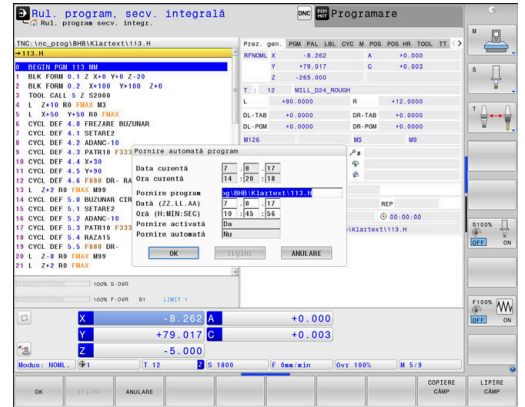 Rul. program, secv. integrală
Rul. program, secv. integr.
DNC
Programare
TNC:\nc_prog\BHB\Klartext\113.H
→113.H
0 BEGIN PGM 113 MM
1 BLK FORM 0.1 Z X+0 Y+0 Z-20
2 BLK FORM 0.2 X+100 Y+100 Z+0
3 TOOL CALL 5 Z S2000
4 L Z+10 R0 FMAX M3
5 L X+50 Y+50 R0 FMAX
6 CYCL DEF 4.0 FREZARE BUZUNAR
7 CYCL DEF 4.1 SETARE2
8 CYCL DEF 4.2 ADANC-10
9 CYCL DEF 4.3 PATR10 F333
10 CYCL DEF 4.4 X+30
11 CYCL DEF 4.5 Y+90
12 CYCL DEF 4.6 F888 DR- RA
13 L Z+2 R0 FMAX M99
14 CYCL DEF 5.0 BUZUNAR CIR
15 CYCL DEF 5.1 SETARE2
16 CYCL DEF 5.2 ADANC-10
17 CYCL DEF 5.3 PATR10 F333
18 CYCL DEF 5.4 RAZA15
19 CYCL DEF 5.5 F888 DR-
20 L Z-8 R0 FMAX M99
21 L Z+2 R0 FMAX
100% S-OVR
100% F-OVR S1 LIMIT 1
Prez. gen. PGM PAL LBL CYC M POS POS HR TOOL TT
RFNOML X -8.262 A +0.000
Y +79.017 C +0.003
Z -265.000
T : 12 MILL_D24_ROUGH
L +90.0000 R +12.0000
DL-TAB +0.0000 DR-TAB +0.0000
DL-PGM +0.0000 DR-PGM +0.0000
M126 M5 M9
REP
00:00:00
\Klartext\113.H
Pornire automată program
Data curentă 7 .8 .17
Ora curentă 14 :20 :18
Pornire program og\BHB\Klartext\113.H
Dată (ZZ.LL.AA) 7 .8 .17
Oră (H:MIN:SEC) 10 :45 :56
Pornire activată Da
Pornire automată Nu
OK IEȘIRE ANULARE
X -8.262 A +0.000
Y +79.017 C +0.003
Z -5.000
Modus: NOML. 1 T 12 Z S 1800 F 0mm/min Ovr 100% M 5/9
M
S
T
S100%
OFF ON
F100%
OFF ON
OK IEȘIRE ANULARE COPIERE CÂMP LIPIRE CÂMP